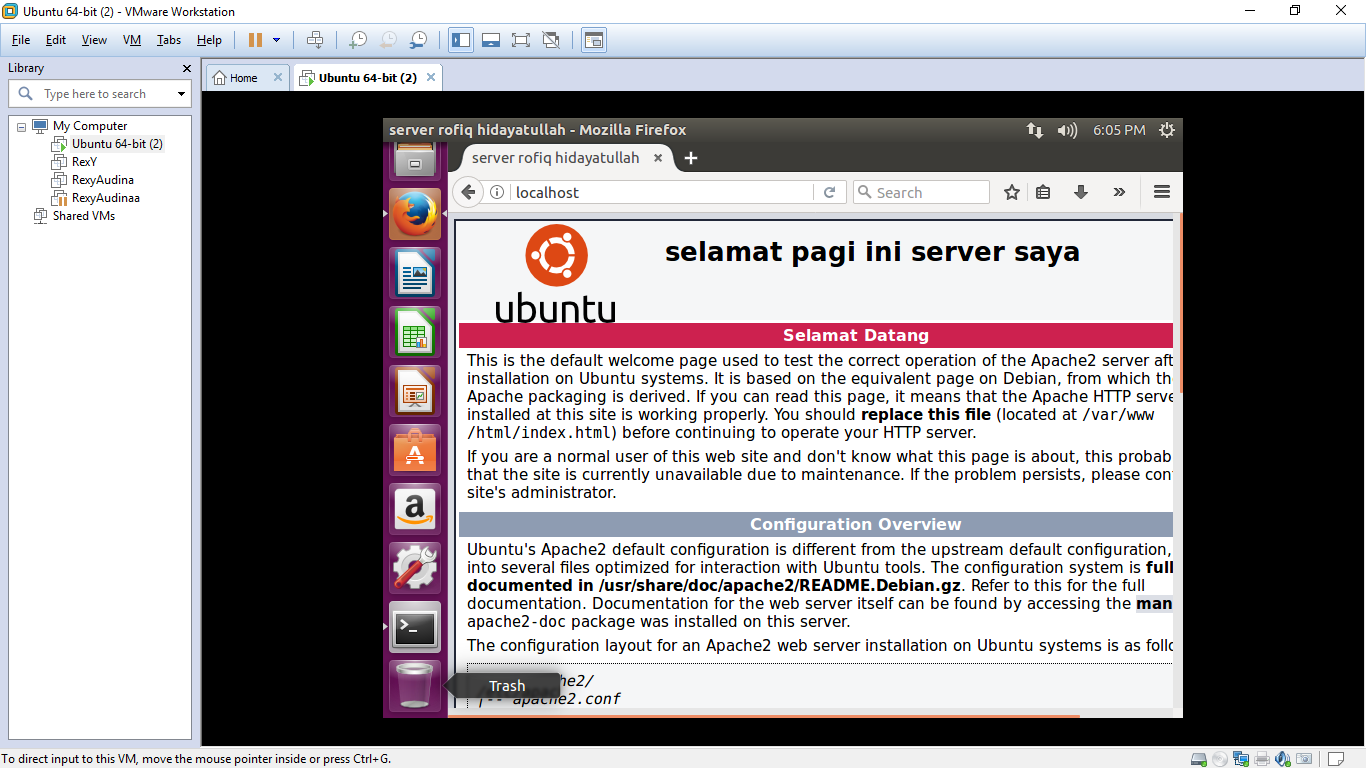 Ubuntu 64-bit (2) - VMware Workstation
File Edit View VM Tabs Help
Library
Home
Ubuntu 64-bit (2)
Type here to search
My Computer
Ubuntu 64-bit (2)
RexY
RexyAudina
RexyAudinaa
Shared VMs
server rofiq hidayatullah - Mozilla Firefox
6:05 PM
server rofiq hidayatullah
localhost
Search
selamat pagi ini server saya
ubuntu
Selamat Datang
This is the default welcome page used to test the correct operation of the Apache2 server aft
installation on Ubuntu systems. It is based on the equivalent page on Debian, from which th
Apache packaging is derived. If you can read this page, it means that the Apache HTTP serve
installed at this site is working properly. You should replace this file (located at /var/www
/html/index.html) before continuing to operate your HTTP server.
If you are a normal user of this web site and don't know what this page is about, this probab
that the site is currently unavailable due to maintenance. If the problem persists, please con
site's administrator.
Configuration Overview
Ubuntu's Apache2 default configuration is different from the upstream default configuration,
into several files optimized for interaction with Ubuntu tools. The configuration system is full
documented in /usr/share/doc/apache2/README.Debian.gz. Refer to this for the full
documentation. Documentation for the web server itself can be found by accessing the man
apache2-doc package was installed on this server.
The configuration layout for an Apache2 web server installation on Ubuntu systems is as follo
Trash
he2/
|-- apache2.conf
To direct input to this VM, move the mouse pointer inside or press Ctrl+G.